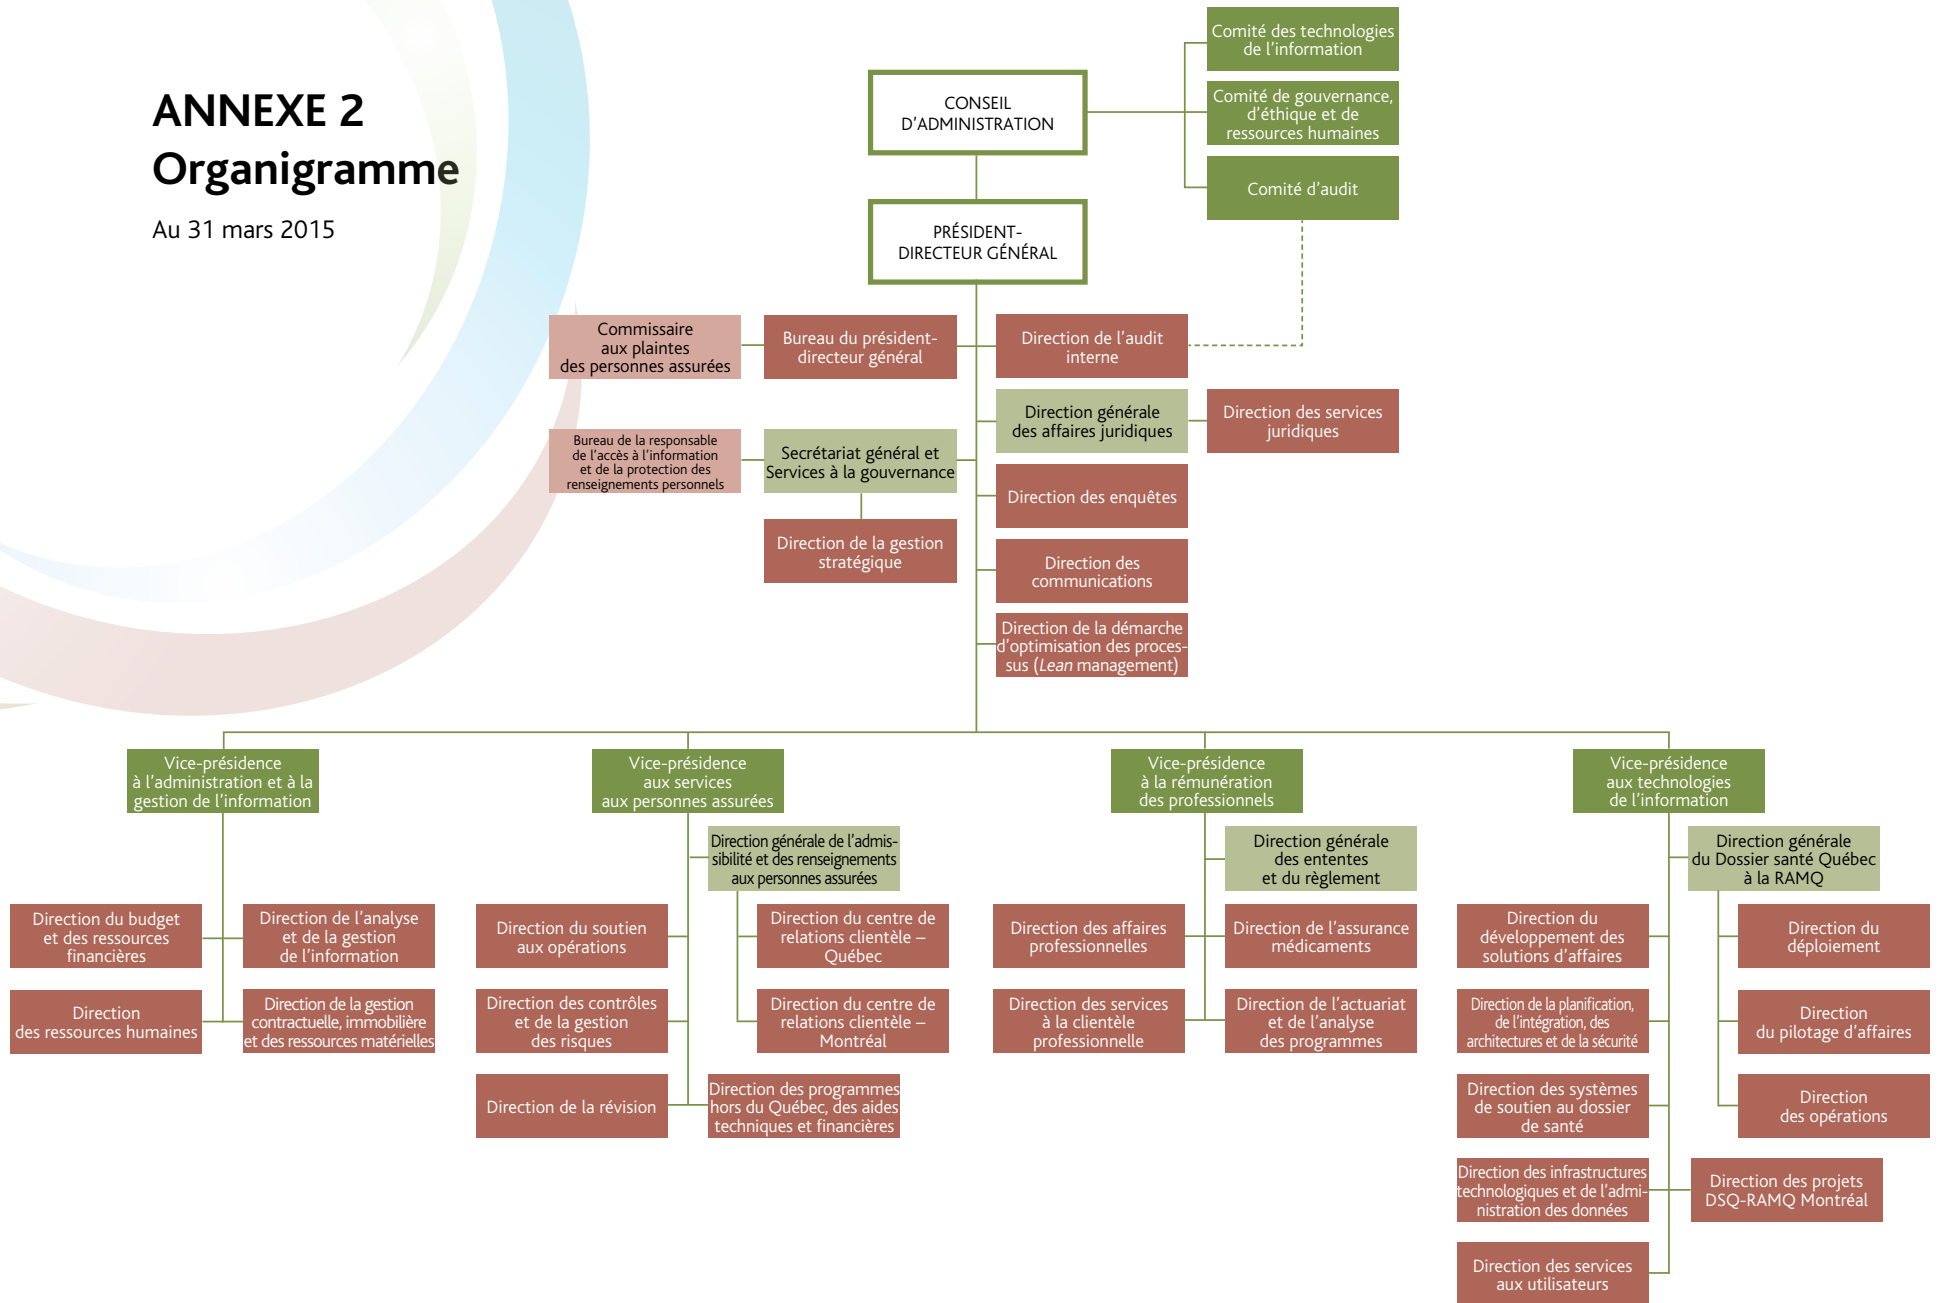 ANNEXE 2
Organigramme
Au 31 mars 2015
CONSEIL
D'ADMINISTRATION
Comité des technologies
de l'information
Comité de gouvernance,
d'éthique et de
ressources humaines
Comité d'audit
PRÉSIDENT-
DIRECTEUR GÉNÉRAL
Commissaire
aux plaintes
des personnes assurées
Bureau du président-
directeur général
Direction de l'audit
interne
Direction générale
des affaires juridiques
Direction des services
juridiques
Bureau de la responsable
de l'accès à l'information
et de la protection des
renseignements personnels
Secrétariat général et
Services à la gouvernance
Direction des enquêtes
Direction de la gestion
stratégique
Direction des
communications
Direction de la démarche
d'optimisation des proces-
sus (Lean management)
Vice-présidence
à l'administration et à la
gestion de l'information
Direction du budget
et des ressources
financières
Direction de l'analyse
et de la gestion
de l'information
Direction
des ressources humaines
Direction de la gestion
contractuelle, immobilière
et des ressources matérielles
Vice-présidence
aux services
aux personnes assurées
Direction générale de l'admis-
sibilité et des renseignements
aux personnes assurées
Direction du soutien
aux opérations
Direction du centre de
relations clientèle –
Québec
Direction des contrôles
et de la gestion
des risques
Direction du centre de
relations clientèle –
Montréal
Direction de la révision
Direction des programmes
hors du Québec, des aides
techniques et financières
Vice-présidence
à la rémunération
des professionnels
Direction générale
des ententes
et du règlement
Direction des affaires
professionnelles
Direction de l'assurance
médicaments
Direction des services
à la clientèle
professionnelle
Direction de l'actuariat
et de l'analyse
des programmes
Vice-présidence
aux technologies
de l'information
Direction générale
du Dossier santé Québec
à la RAMQ
Direction du
développement des
solutions d'affaires
Direction du
déploiement
Direction de la planification,
de l'intégration, des
architectures et de la sécurité
Direction
du pilotage d'affaires
Direction des systèmes
de soutien au dossier
de santé
Direction
des opérations
Direction des infrastructures
technologiques et de l'admi-
nistration des données
Direction des projets
DSQ-RAMQ Montréal
Direction des services
aux utilisateurs